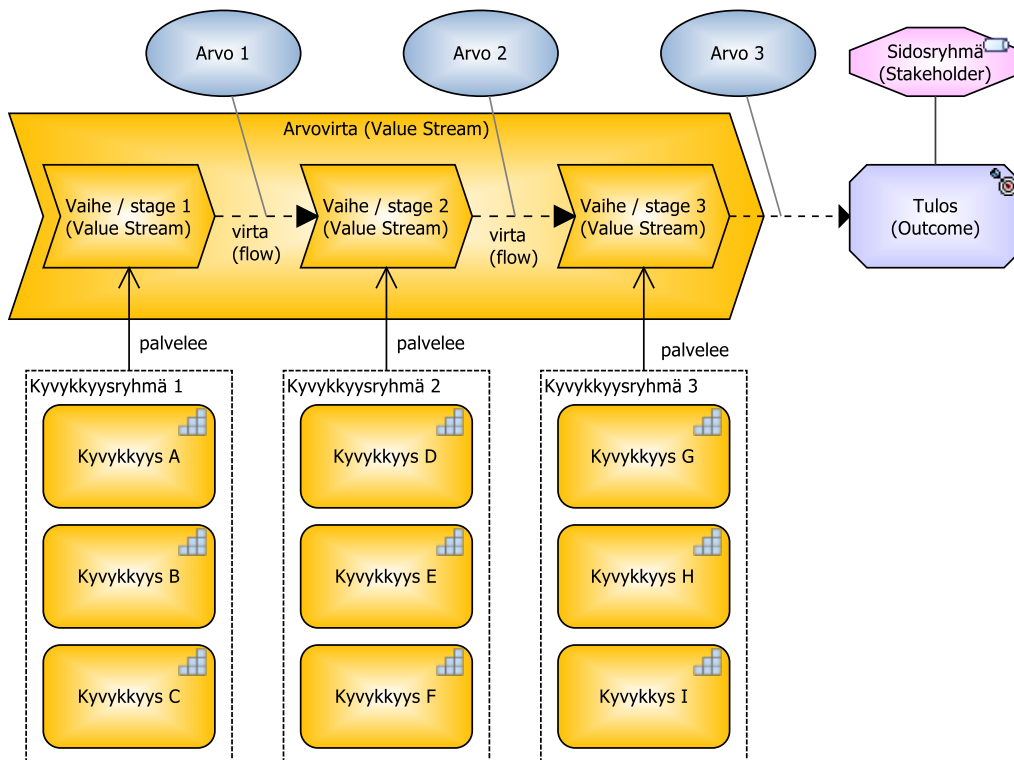 Arvo 1
Arvo 2
Arvo 3
Sidosryhmä
(Stakeholder)
Arvovirta (Value Stream)
Vaihe / stage 1
(Value Stream)
virta
(flow)
Vaihe / stage 2
(Value Stream)
virta
(flow)
Vaihe / stage 3
(Value Stream)
Tulos
(Outcome)
palvelee
palvelee
palvelee
Kyvykkyysryhmä 1
Kyvykkyys A
Kyvykkyys B
Kyvykkyys C
Kyvykkyysryhmä 2
Kyvykkyys D
Kyvykkyys E
Kyvykkyys F
Kyvykkyysryhmä 3
Kyvykkyys G
Kyvykkyys H
Kyvykkys I